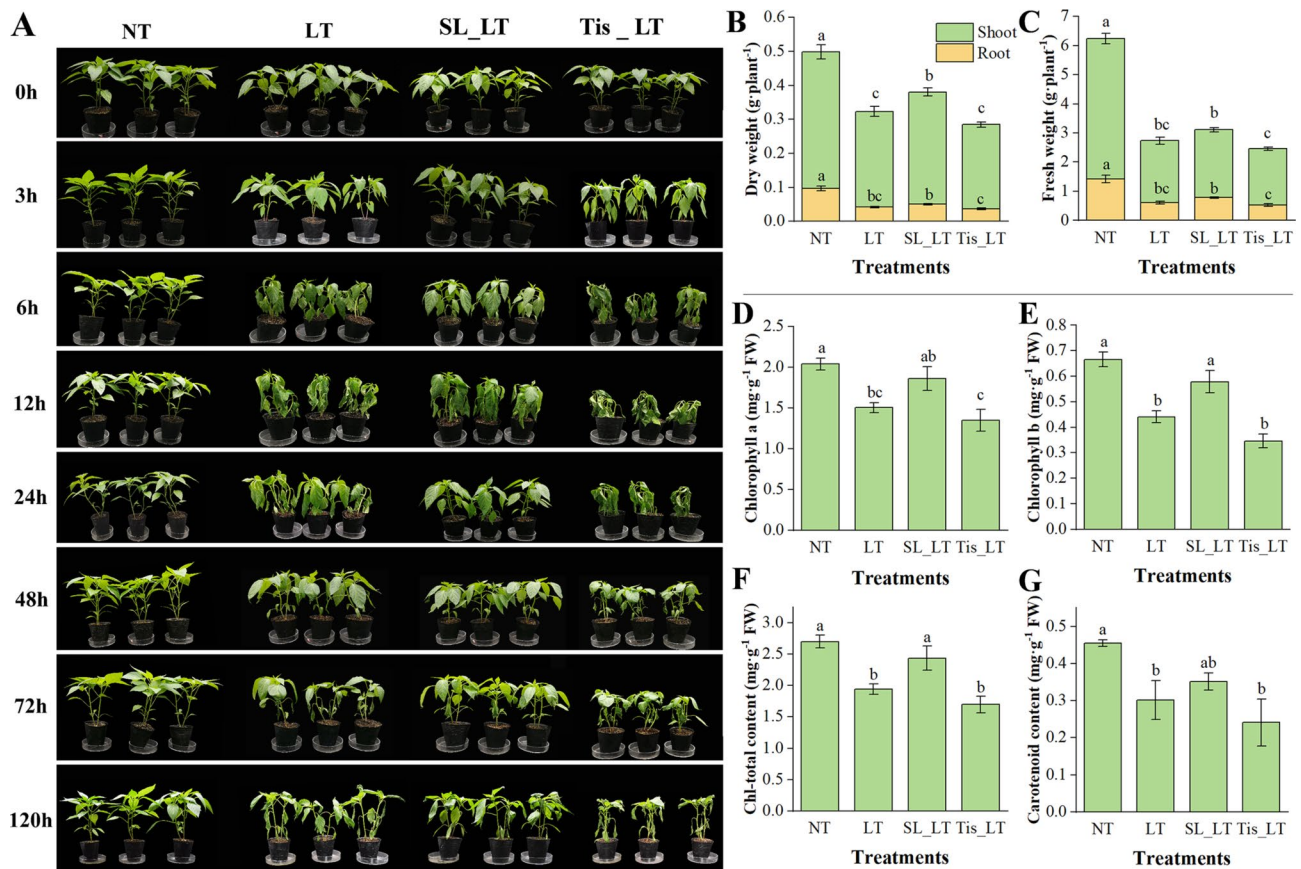 A
NT LT SL_LT Tis _ LT
0h
3h
6h
12h
24h
48h
72h
120h
B
Dry weight (g·plant⁻¹)
0.6
0.5
0.4
0.3
0.2
0.1
0.0
a
c
b
c
a
bc
b
c
Shoot
Root
NT LT SL_LT Tis_LT
Treatments
C
Fresh weight (g·plant⁻¹)
7
6
5
4
3
2
1
0
a
bc
b
c
a
bc
b
c
NT LT SL_LT Tis_LT
Treatments
D
Chlorophyll a (mg·g⁻¹ FW)
2.5
2.0
1.5
1.0
0.5
0.0
a
bc
ab
c
NT LT SL_LT Tis_LT
Treatments
E
Chlorophyll b (mg·g⁻¹ FW)
0.8
0.7
0.6
0.5
0.4
0.3
0.2
0.1
0.0
a
b
a
b
NT LT SL_LT Tis_LT
Treatments
F
Chl-total content (mg·g⁻¹ FW)
3.0
2.5
2.0
1.5
1.0
0.5
0.0
a
b
a
b
NT LT SL_LT Tis_LT
Treatments
G
Carotenoid content (mg·g⁻¹ FW)
0.5
0.4
0.3
0.2
0.1
0.0
a
b
ab
b
NT LT SL_LT Tis_LT
Treatments